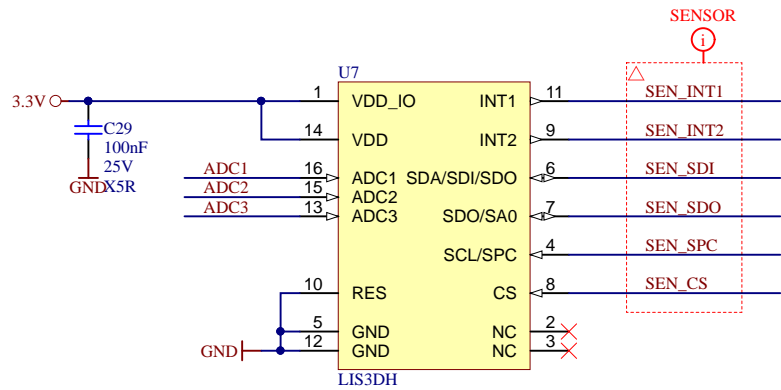 SENSOR
i
U7
3.3V
1 VDD_IO INT1 11 SEN_INT1
C29
100nF
25V
X5R
GND
14 VDD INT2 9 SEN_INT2
ADC1 16 ADC1 SDA/SDI/SDO 6 SEN_SDI
ADC2 15 ADC2
ADC3 13 ADC3 SDO/SA0 7 SEN_SDO
SCL/SPC 4 SEN_SPC
10 RES CS 8 SEN_CS
5 GND NC 2
GND 12 GND NC 3
LIS3DH